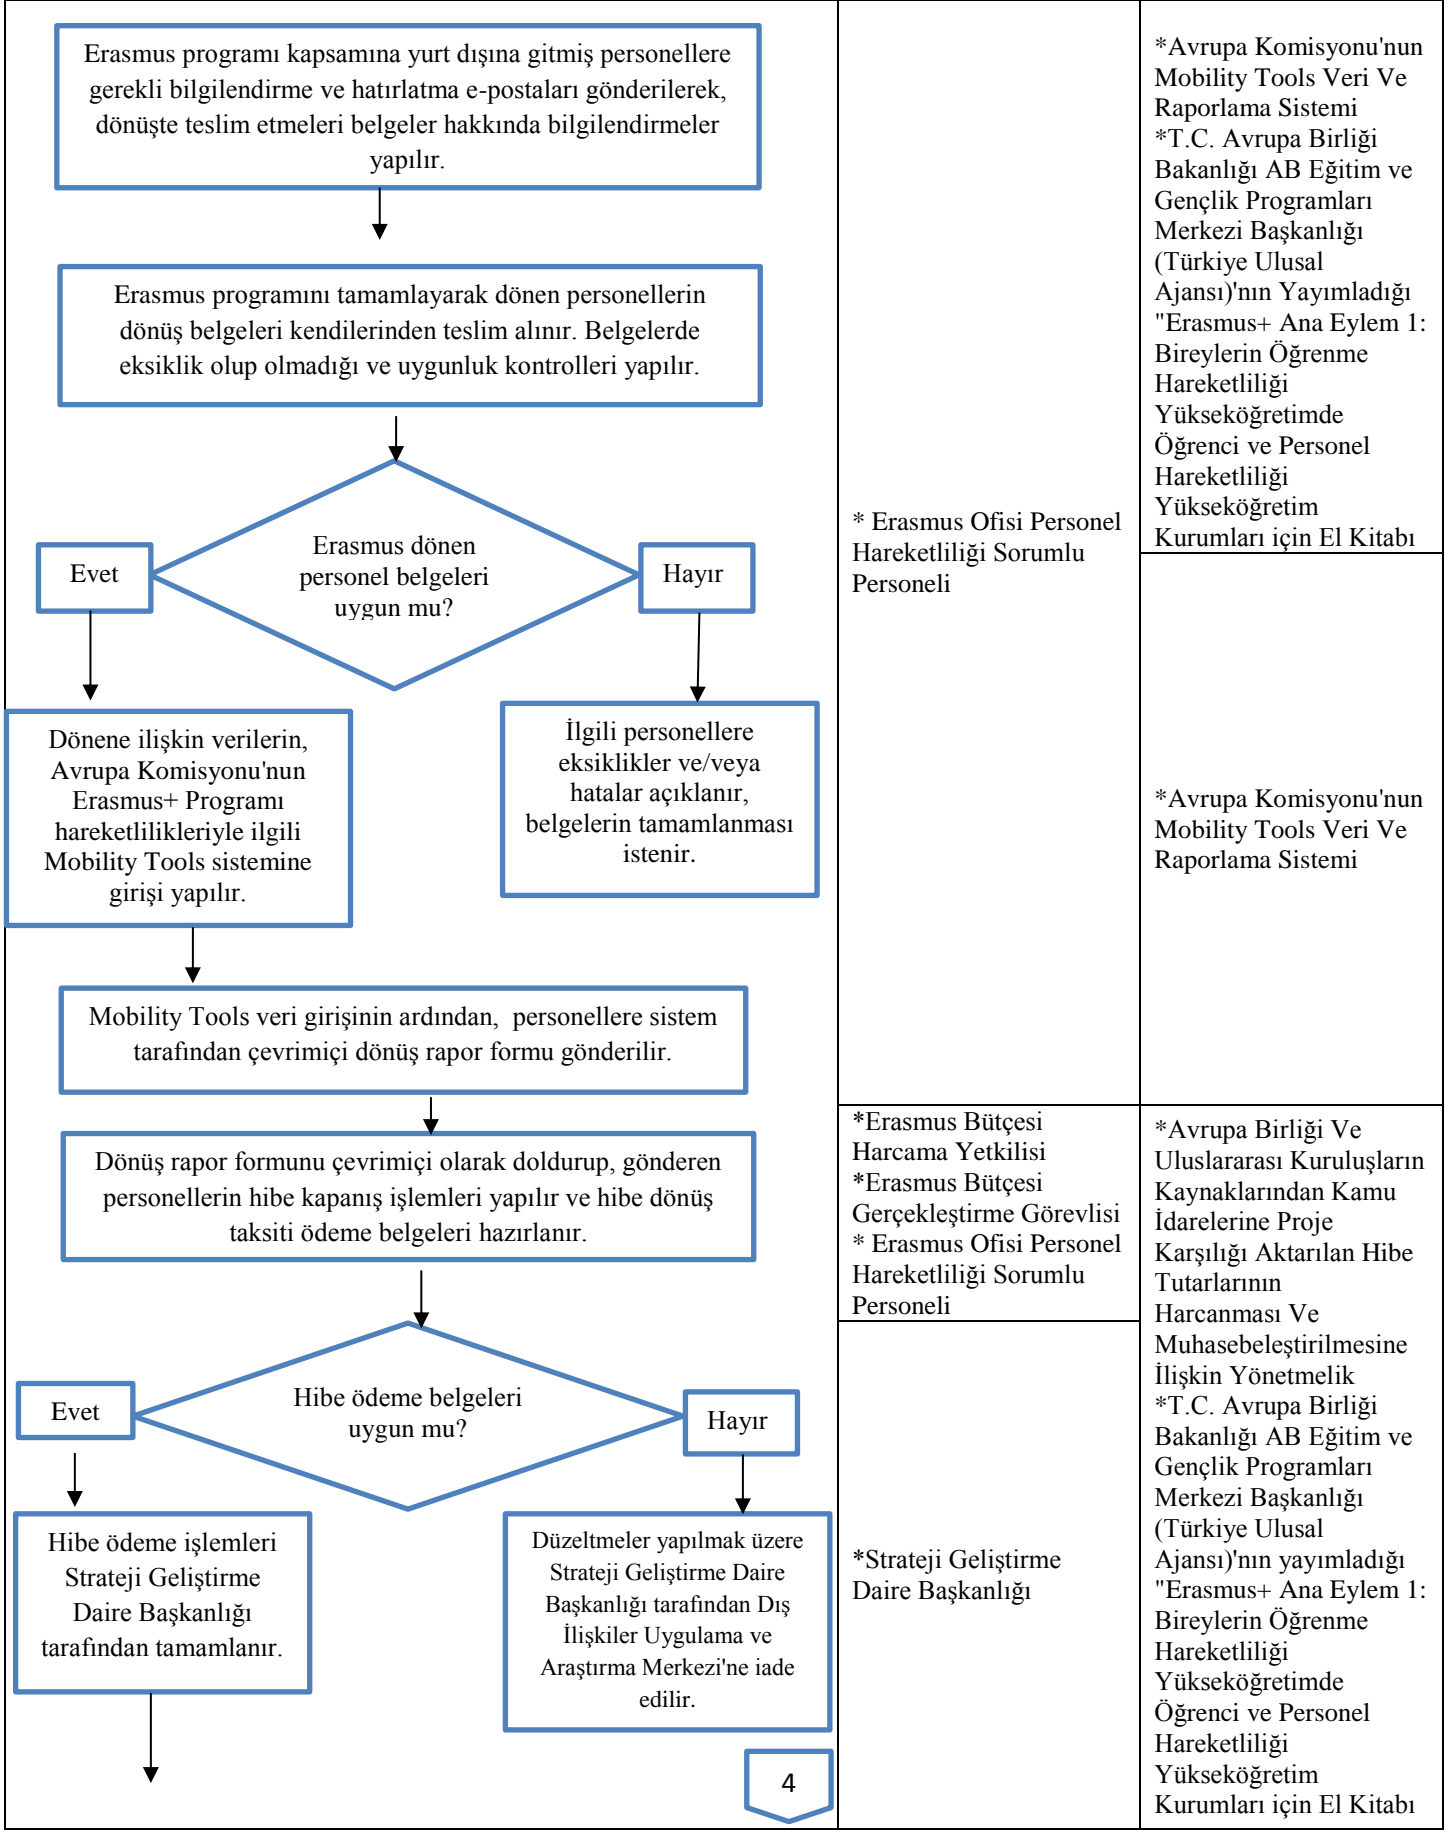 Erasmus programı kapsamına yurt dışına gitmiş personellere
gerekli bilgilendirme ve hatırlatma e-postaları gönderilerek,
dönüşte teslim etmeleri belgeler hakkında bilgilendirmeler
yapılır.
Erasmus programını tamamlayarak dönen personellerin
dönüş belgeleri kendilerinden teslim alınır. Belgelerde
eksiklik olup olmadığı ve uygunluk kontrolleri yapılır.
Evet
Erasmus dönen
personel belgeleri
uygun mu?
Hayır
Dönene ilişkin verilerin,
Avrupa Komisyonu'nun
Erasmus+ Programı
hareketlilikleriyle ilgili
Mobility Tools sistemine
girişi yapılır.
İlgili personellere
eksiklikler ve/veya
hatalar açıklanır,
belgelerin tamamlanması
istenir.
Mobility Tools veri girişinin ardından, personellere sistem
tarafından çevrimiçi dönüş rapor formu gönderilir.
Dönüş rapor formunu çevrimiçi olarak doldurup, gönderen
personellerin hibe kapanış işlemleri yapılır ve hibe dönüş
taksiti ödeme belgeleri hazırlanır.
Evet
Hibe ödeme belgeleri
uygun mu?
Hayır
Hibe ödeme işlemleri
Strateji Geliştirme
Daire Başkanlığı
tarafından tamamlanır.
Düzeltmeler yapılmak üzere
Strateji Geliştirme Daire
Başkanlığı tarafından Dış
İlişkiler Uygulama ve
Araştırma Merkezi'ne iade
edilir.
4
* Erasmus Ofisi Personel
Hareketliliği Sorumlu
Personeli
*Erasmus Bütçesi
Harcama Yetkilisi
*Erasmus Bütçesi
Gerçekleştirme Görevlisi
* Erasmus Ofisi Personel
Hareketliliği Sorumlu
Personeli
*Strateji Geliştirme
Daire Başkanlığı
*Avrupa Komisyonu'nun
Mobility Tools Veri Ve
Raporlama Sistemi
*T.C. Avrupa Birliği
Bakanlığı AB Eğitim ve
Gençlik Programları
Merkezi Başkanlığı
(Türkiye Ulusal
Ajansı)'nın Yayımladığı
"Erasmus+ Ana Eylem 1:
Bireylerin Öğrenme
Hareketliliği
Yükseköğretimde
Öğrenci ve Personel
Hareketliliği
Yükseköğretim
Kurumları için El Kitabı
*Avrupa Komisyonu'nun
Mobility Tools Veri Ve
Raporlama Sistemi
*Avrupa Birliği Ve
Uluslararası Kuruluşların
Kaynaklarından Kamu
İdarelerine Proje
Karşılığı Aktarılan Hibe
Tutarlarının
Harcanması Ve
Muhasebeleştirilmesine
İlişkin Yönetmelik
*T.C. Avrupa Birliği
Bakanlığı AB Eğitim ve
Gençlik Programları
Merkezi Başkanlığı
(Türkiye Ulusal
Ajansı)'nın yayımladığı
"Erasmus+ Ana Eylem 1:
Bireylerin Öğrenme
Hareketliliği
Yükseköğretimde
Öğrenci ve Personel
Hareketliliği
Yükseköğretim
Kurumları için El Kitabı